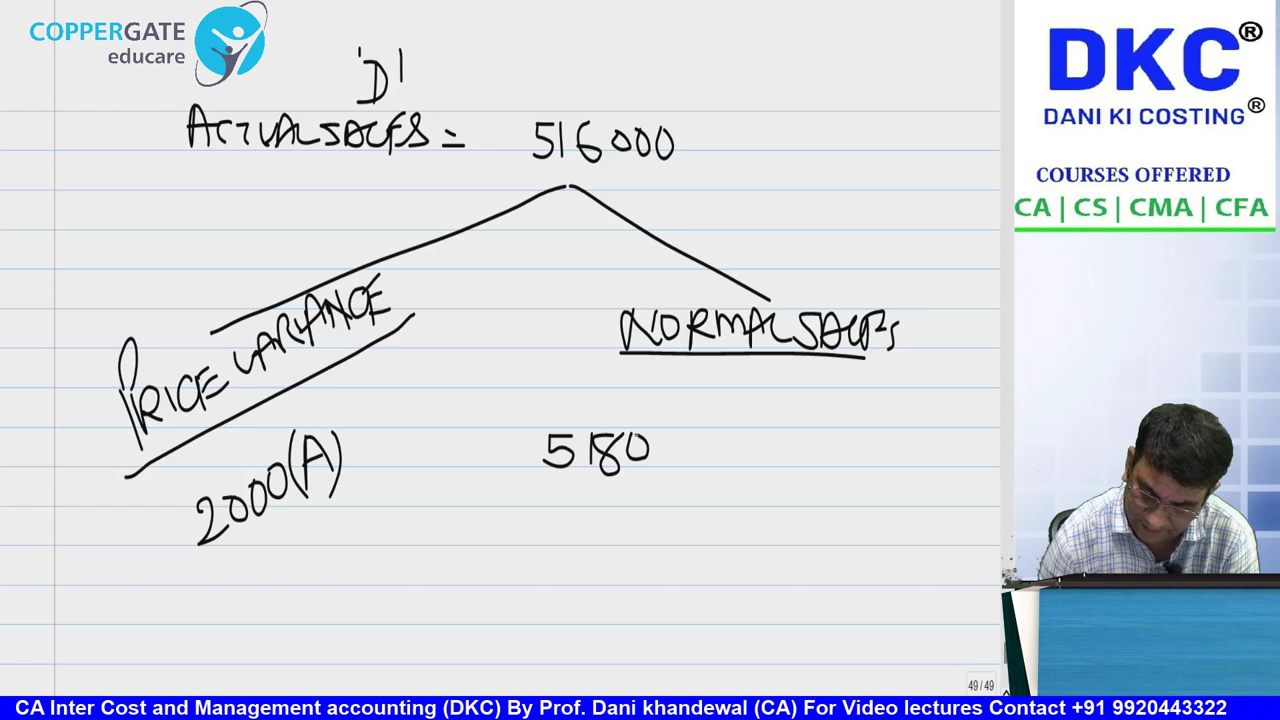 COPPERGATE
educare
'D'
ACTUAL SALES = 516000
PRICE VARIANCE
NORMAL SALES
2000(A)
5180
49/49
DKC®
DANI KI COSTING®
COURSES OFFERED
CA | CS | CMA | CFA
CA Inter Cost and Management accounting (DKC) By Prof. Dani khandewal (CA) For Video lectures Contact +91 9920443322